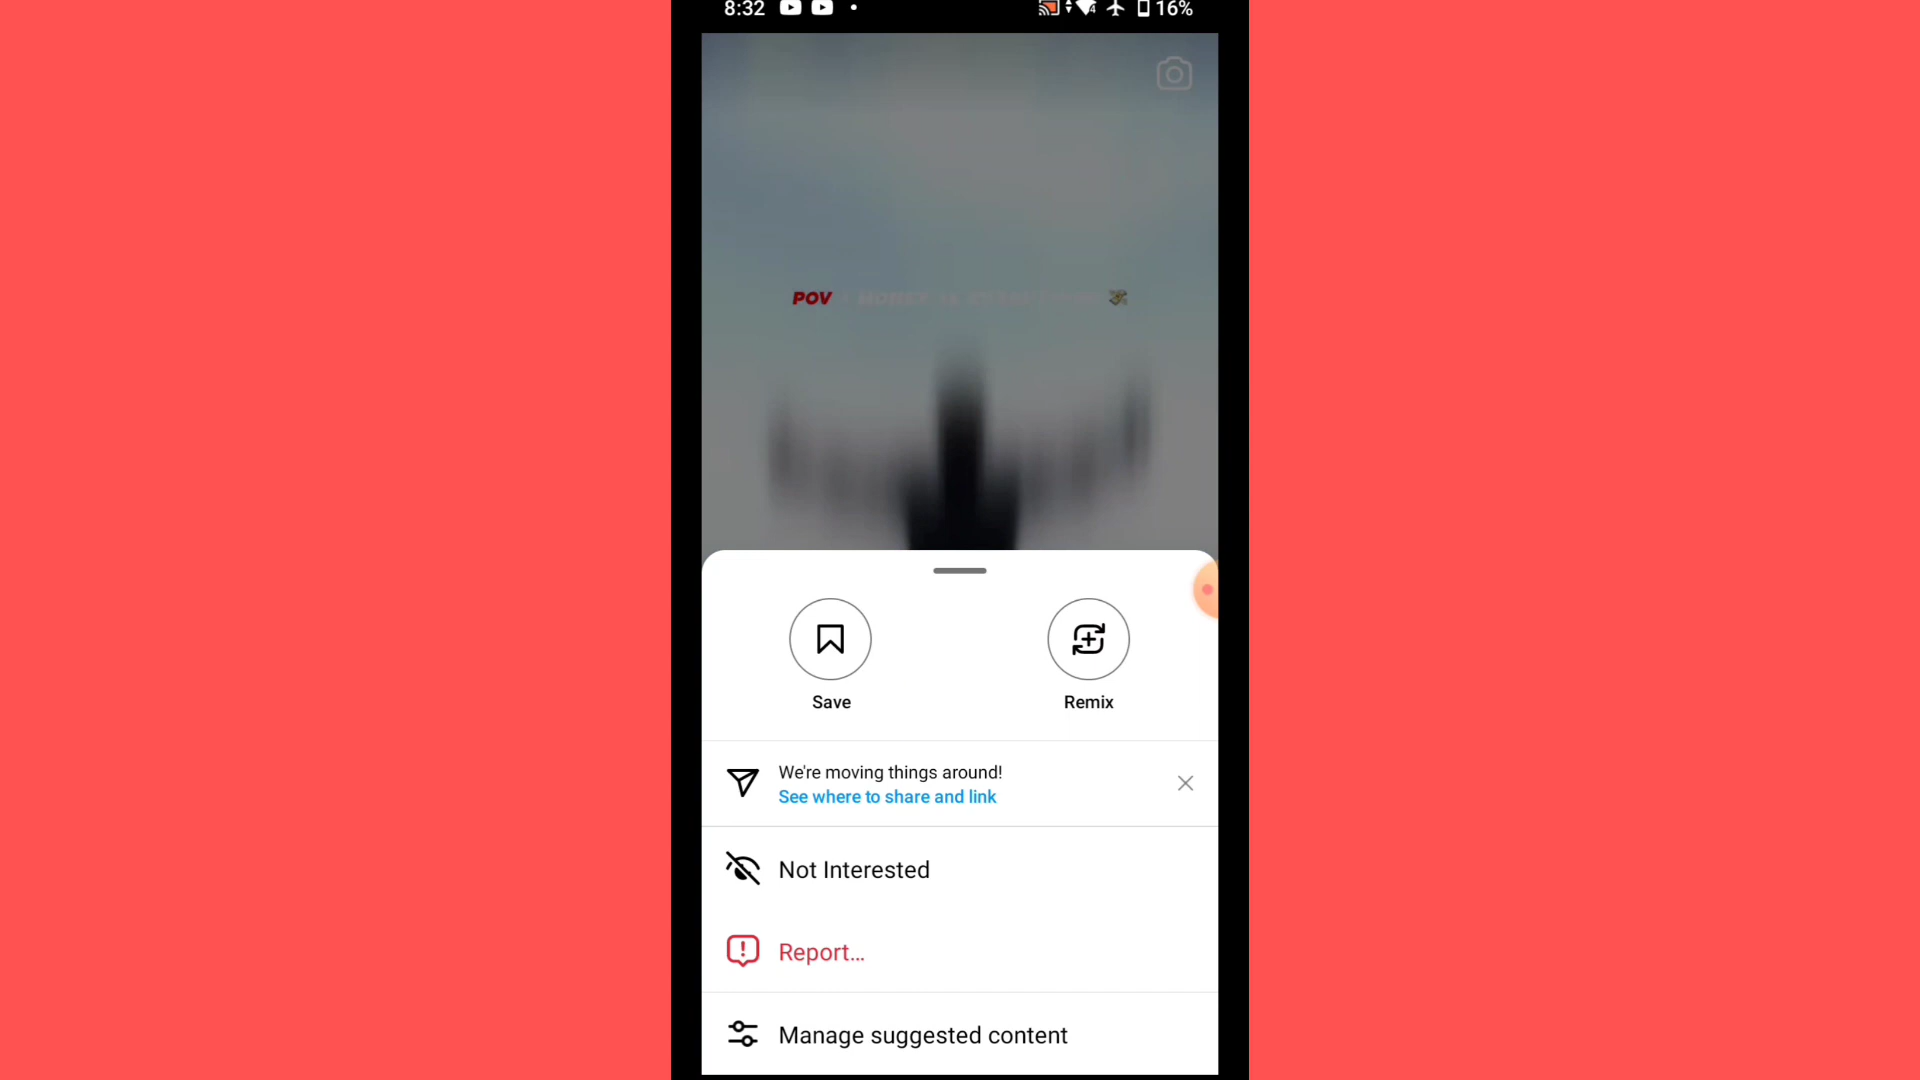 8:32 4 16%
POV
Save
Remix
We're moving things around!
See where to share and link
Not Interested
Report...
Manage suggested content